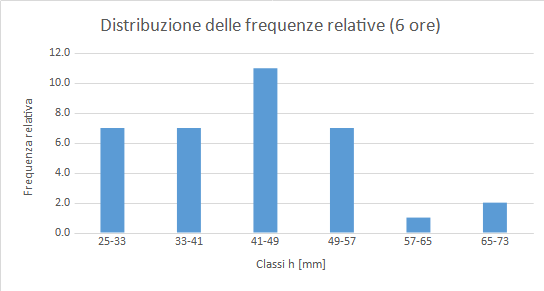 Distribuzione delle frequenze relative (6 ore)
12.0
10.0
8.0
6.0
4.0
2.0
0.0
Frequenza relativa
25-33 33-41 41-49 49-57 57-65 65-73
Classi h [mm]